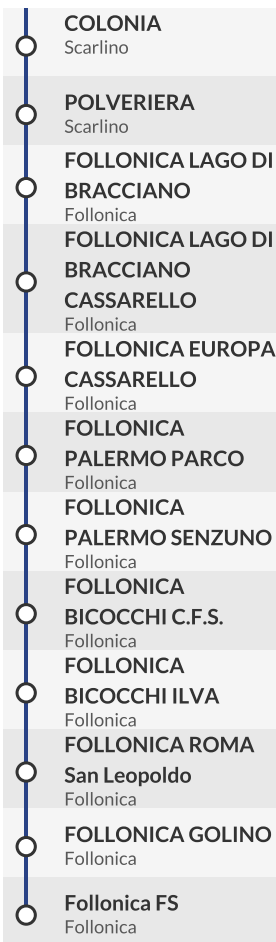 COLONIA
Scarlino
POLVERIERA
Scarlino
FOLLONICA LAGO DI
BRACCIANO
Follonica
FOLLONICA LAGO DI
BRACCIANO
CASSARELLO
Follonica
FOLLONICA EUROPA
CASSARELLO
Follonica
FOLLONICA
PALERMO PARCO
Follonica
FOLLONICA
PALERMO SENZUNO
Follonica
FOLLONICA
BICOCCHI C.F.S.
Follonica
FOLLONICA
BICOCCHI ILVA
Follonica
FOLLONICA ROMA
San Leopoldo
Follonica
FOLLONICA GOLINO
Follonica
Follonica FS
Follonica